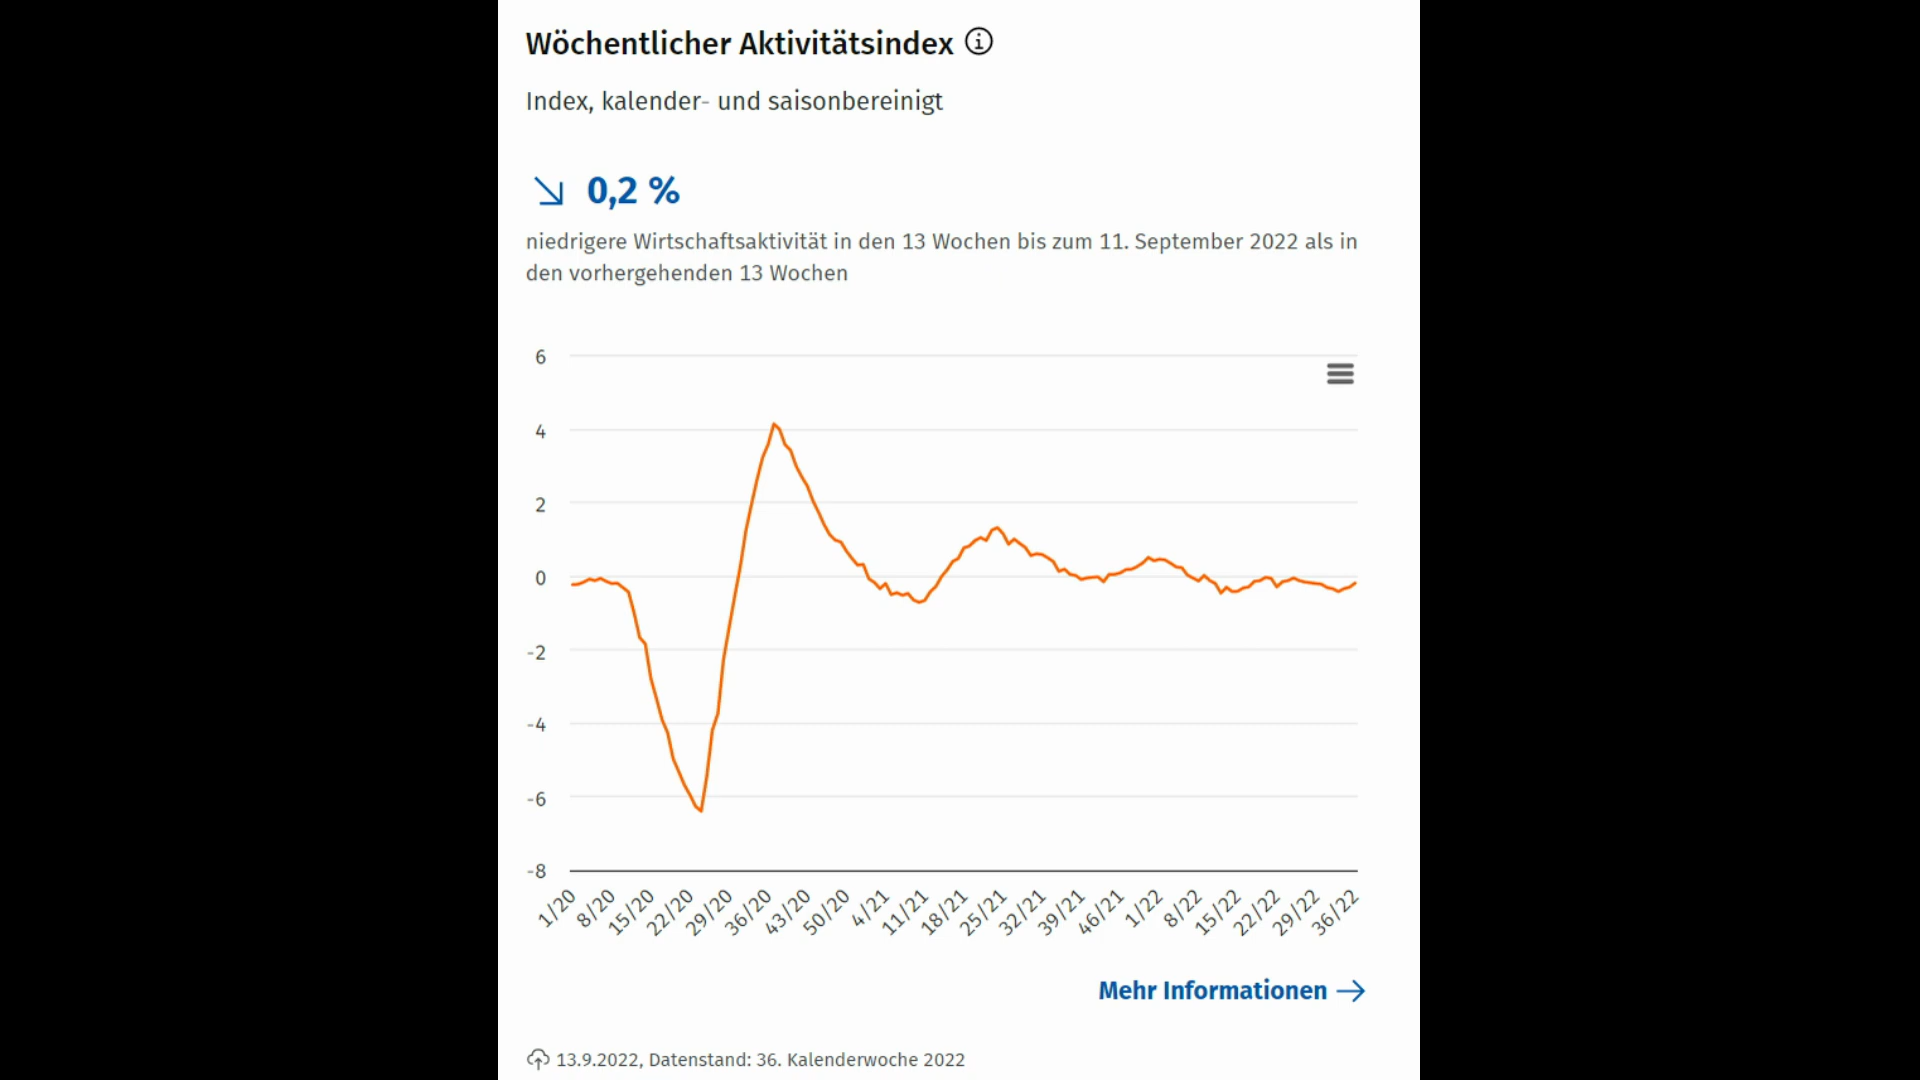 Wöchentlicher Aktivitätsindex
Index, kalender- und saisonbereinigt
0,2 %
niedrigere Wirtschaftsaktivität in den 13 Wochen bis zum 11. September 2022 als in
den vorhergehenden 13 Wochen
6
4
2
0
-2
-4
-6
-8
1/20 8/20 15/20 22/20 29/20 36/20 43/20 50/20 4/21 11/21 18/21 25/21 32/21 39/21 46/21 1/22 8/22 15/22 22/22 29/22 36/22
Mehr Informationen
13.9.2022, Datenstand: 36. Kalenderwoche 2022